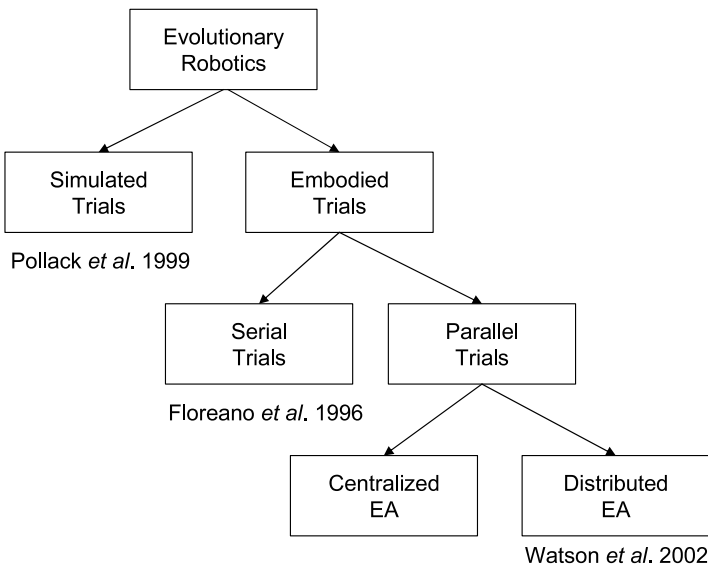 Evolutionary
Robotics
Simulated
Trials
Embodied
Trials
Pollack et al. 1999
Serial
Trials
Parallel
Trials
Floreano et al. 1996
Centralized
EA
Distributed
EA
Watson et al. 2002